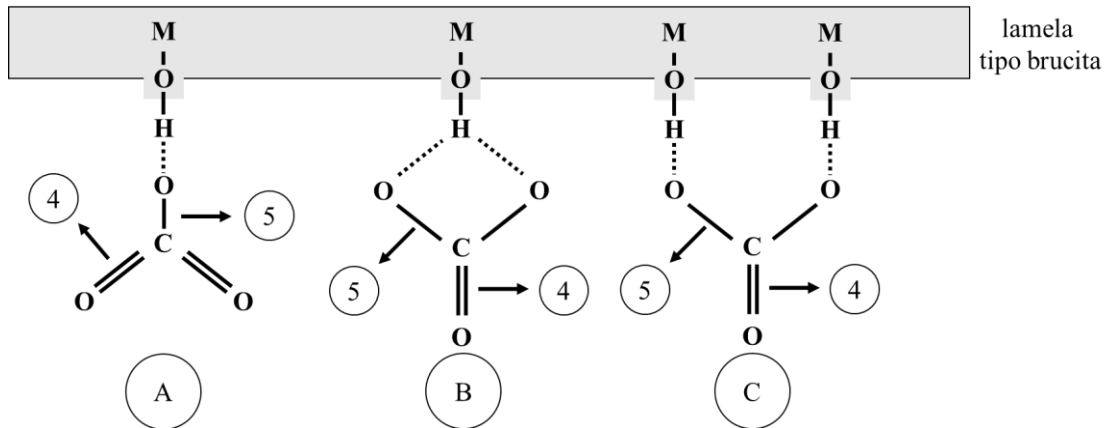 M M M M
lamela
tipo brucita
O O O O
H H H H
O O O O O
4 5
C C C C
5 4 5 4
O O
O O
A B C